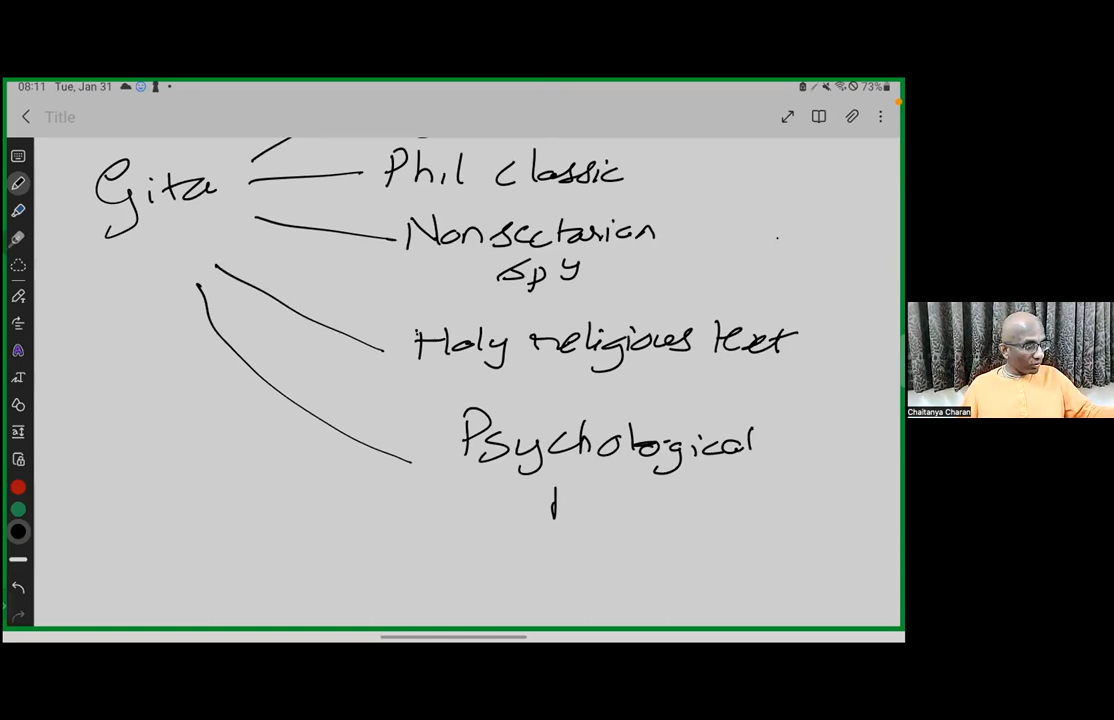 08:11 Tue, Jan 31 73%
Title
Gita
Phil classic
Nonsectarian
spy
Holy religious text
Psychological
Chaitanya Charan